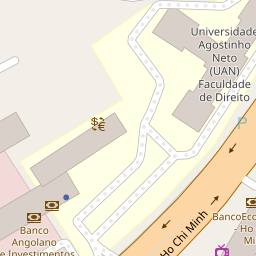 Universidade
Agostinho
Neto
(UAN)
Faculdade
de Direito
P
Banco
Angolano
de Investimentos
Ho Chi Minh
BancoEco
- Ho
Mi